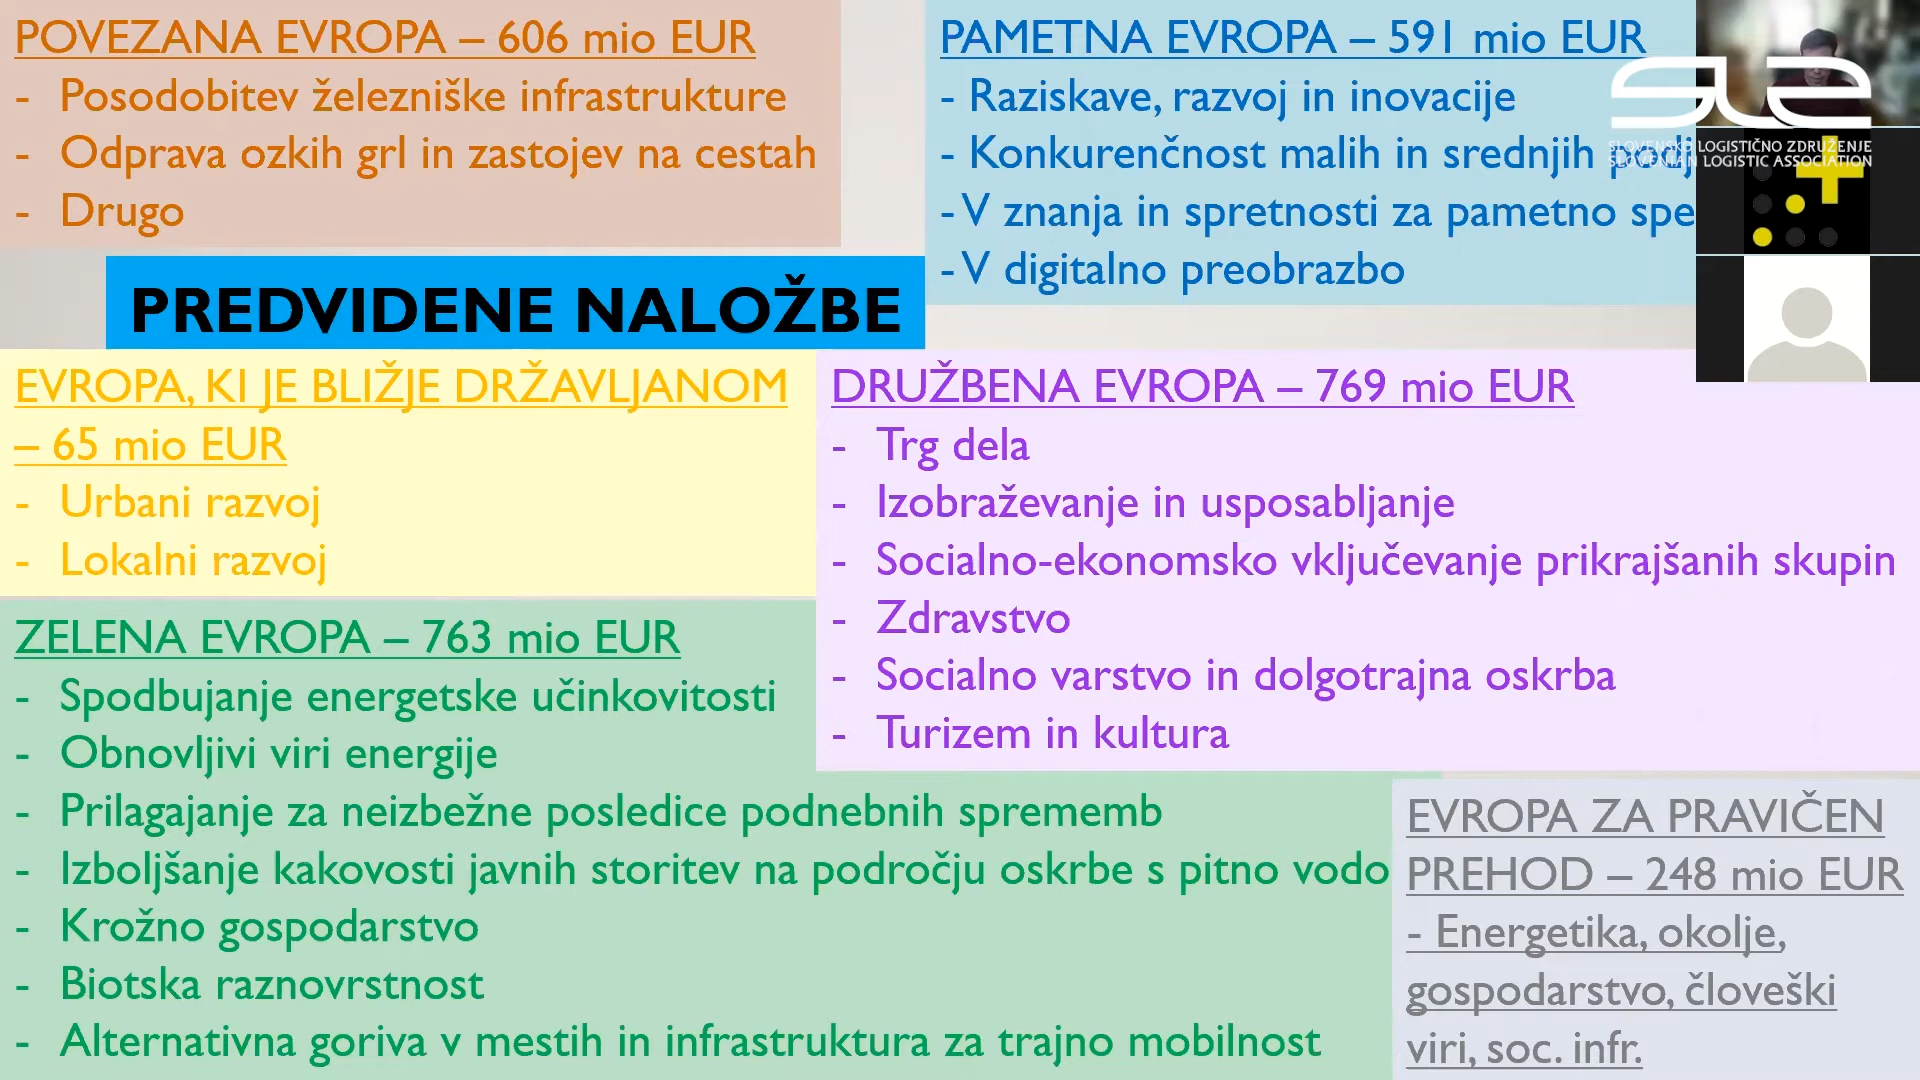 POVEZANA EVROPA – 606 mio EUR
- Posodobitev železniške infrastrukture
- Odprava ozkih grl in zastojev na cestah
- Drugo
PAMETNA EVROPA – 591 mio EUR
- Raziskave, razvoj in inovacije
- Konkurenčnost malih in srednjih
- V znanja in spretnosti za pametno spe
- V digitalno preobrazbo
SLZ
SLOVENSKO LOGISTIČNO ZDRUŽENJE
SLOVENIAN LOGISTIC ASSOCIATION
PREDVIDENE NALOŽBE
EVROPA, KI JE BLIŽJE DRŽAVLJANOM
– 65 mio EUR
- Urbani razvoj
- Lokalni razvoj
DRUŽBENA EVROPA – 769 mio EUR
- Trg dela
- Izobraževanje in usposabljanje
- Socialno-ekonomsko vključevanje prikrajšanih skupin
- Zdravstvo
- Socialno varstvo in dolgotrajna oskrba
- Turizem in kultura
ZELENA EVROPA – 763 mio EUR
- Spodbujanje energetske učinkovitosti
- Obnovljivi viri energije
- Prilagajanje za neizbežne posledice podnebnih sprememb
- Izboljšanje kakovosti javnih storitev na področju oskrbe s pitno vodo
- Krožno gospodarstvo
- Biotska raznovrstnost
- Alternativna goriva v mestih in infrastruktura za trajno mobilnost
EVROPA ZA PRAVIČEN
PREHOD – 248 mio EUR
- Energetika, okolje,
gospodarstvo, človeški
viri, soc. infr.